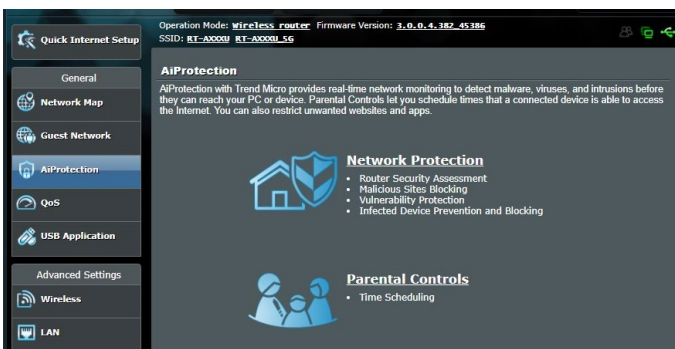 Operation Mode: Wireless router Firmware Version: 3.0.0.4.382_45386
SSID: RT-AXXXU RT-AXXXU_5G
Quick Internet Setup
General
Network Map
Guest Network
AiProtection
QoS
USB Application
Advanced Settings
Wireless
LAN
AiProtection
AiProtection with Trend Micro provides real-time network monitoring to detect malware, viruses, and intrusions before
they can reach your PC or device. Parental Controls let you schedule times that a connected device is able to access
the Internet. You can also restrict unwanted websites and apps.
Network Protection
• Router Security Assessment
• Malicious Sites Blocking
• Vulnerability Protection
• Infected Device Prevention and Blocking
Parental Controls
• Time Scheduling